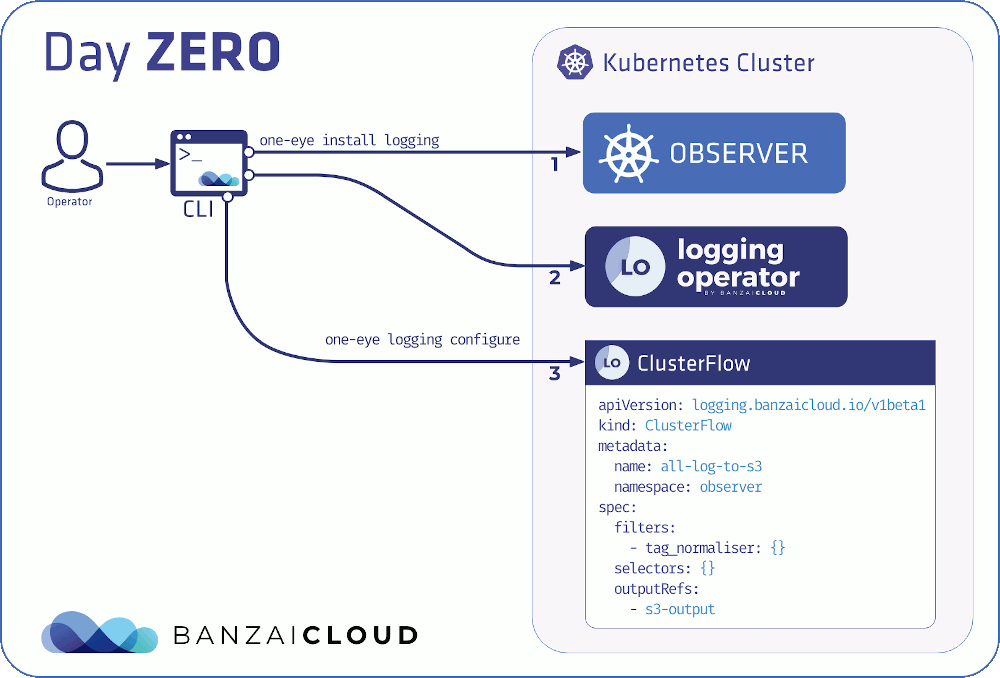 Day ZERO
Kubernetes Cluster
Operator
>_
CLI
one-eye install logging
1
OBSERVER
2
LO
logging
operator
BY BANZAICLOUD
one-eye logging configure
3
LO
ClusterFlow
apiVersion: logging.banzaicloud.io/v1beta1
kind: ClusterFlow
metadata:
  name: all-log-to-s3
  namespace: observer
spec:
  filters:
    - tag_normaliser: {}
  selectors: {}
  outputRefs:
    - s3-output
BANZAICLOUD